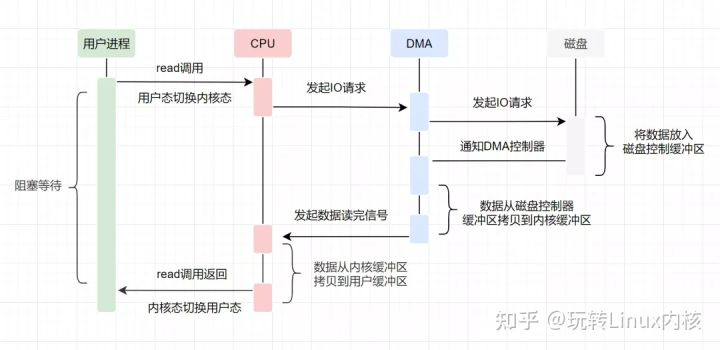 用户进程
CPU
DMA
磁盘
read调用
用户态切换内核态
发起IO请求
发起IO请求
将数据放入
磁盘控制缓冲区
通知DMA控制器
阻塞等待
数据从磁盘控制器
缓冲区拷贝到内核缓冲区
发起数据读完信号
数据从内核缓冲区
拷贝到用户缓冲区
read调用返回
内核态切换用户态
知乎 @玩转Linux内核